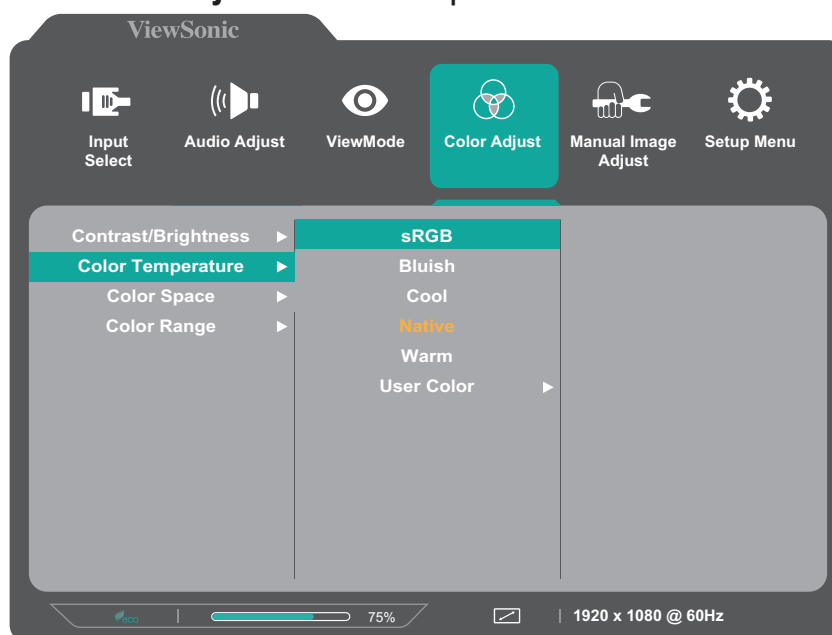 ViewSonic
Input
Select
Audio Adjust
ViewMode
Color Adjust
Manual Image
Adjust
Setup Menu
Contrast/Brightness
Color Temperature
Color Space
Color Range
sRGB
Bluish
Cool
Native
Warm
User Color
eco
75%
1920 x 1080 @ 60Hz